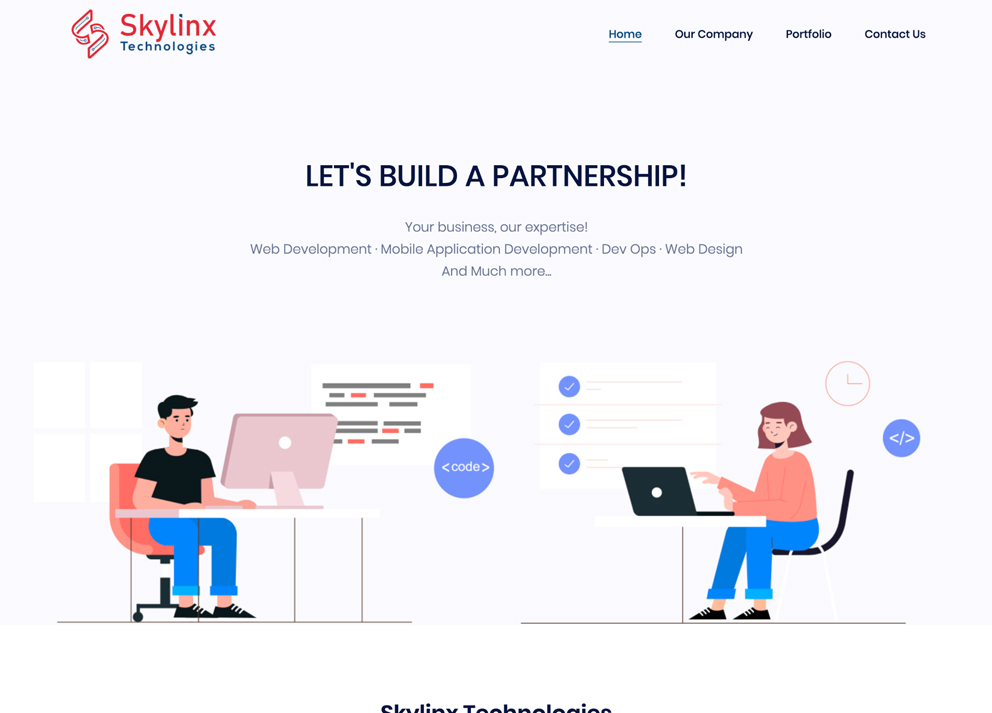 Skylinx
Technologies
Home
Our Company
Portfolio
Contact Us
LET'S BUILD A PARTNERSHIP!
Your business, our expertise!
Web Development · Mobile Application Development · Dev Ops · Web Design
And Much more...
<code>
</>
Skylinx Technologies